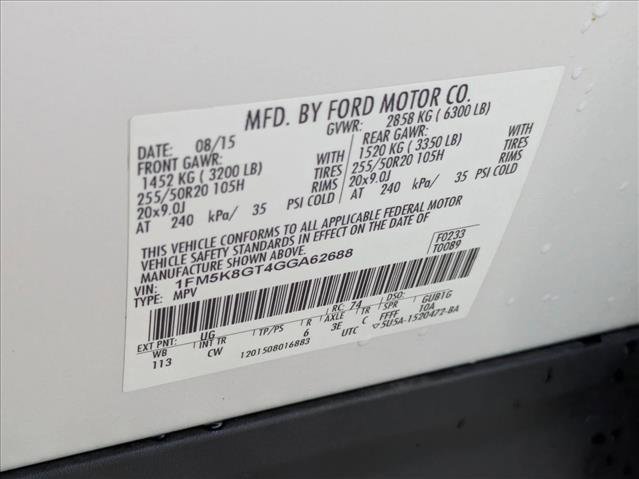 MFD. BY FORD MOTOR CO.
DATE: 08/15 GVWR: 2858 KG ( 6300 LB)
FRONT GAWR: REAR GAWR:
1452 KG ( 3200 LB) WITH 1520 KG ( 3350 LB) WITH
255/50R20 105H TIRES 255/50R20 105H TIRES
20x9.0J RIMS 20x9.0J RIMS
AT 240 kPa/ 35 PSI COLD AT 240 kPa/ 35 PSI COLD
THIS VEHICLE CONFORMS TO ALL APPLICABLE FEDERAL MOTOR
VEHICLE SAFETY STANDARDS IN EFFECT ON THE DATE OF
MANUFACTURE SHOWN ABOVE. F0233
VIN: 1FM5K8GT4GGA62688 T0089
TYPE: MPV
EXT PNT: UG RC: 74 DSO:
WB INT TR TP/PS R AXLE TR SPR GUB1G
113 CW 6 3E C FFFF 10A
1201508016883 UTC 5U5A-1520472-BA